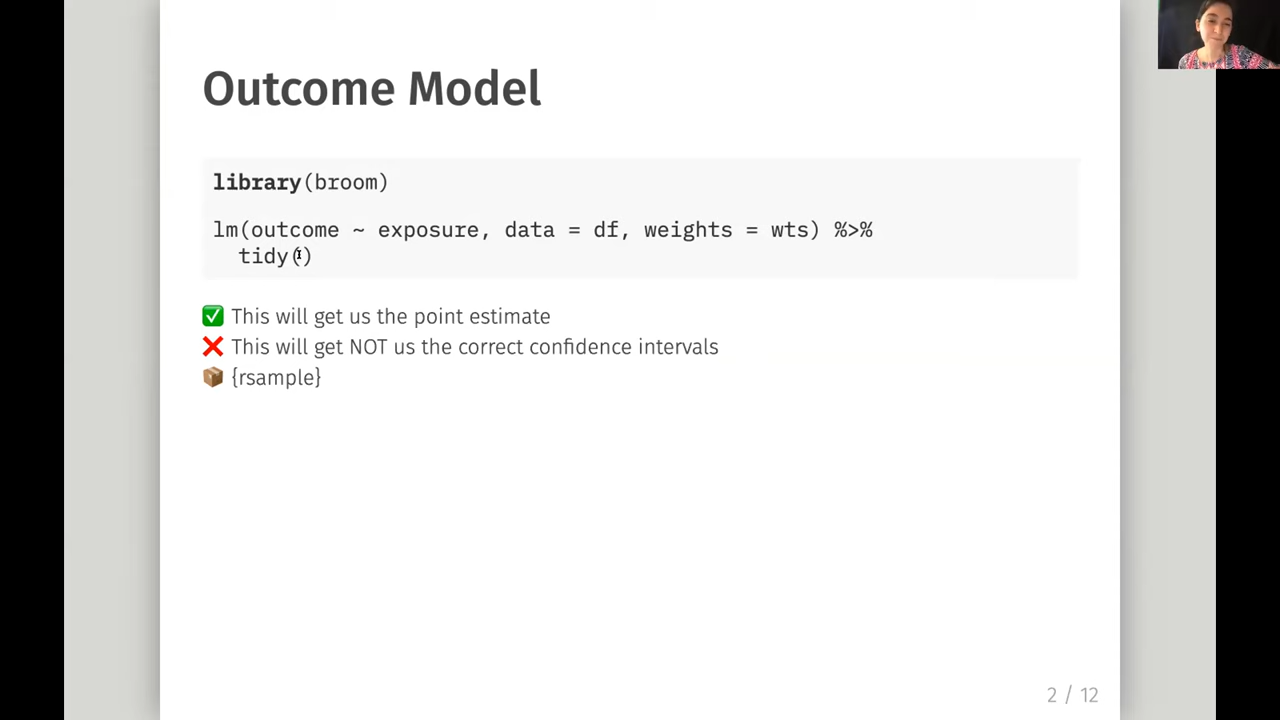 Outcome Model
library(broom)
lm(outcome ~ exposure, data = df, weights = wts) %>%
tidy()
✅ This will get us the point estimate
❌ This will get NOT us the correct confidence intervals
📦 {rsample}
2 / 12